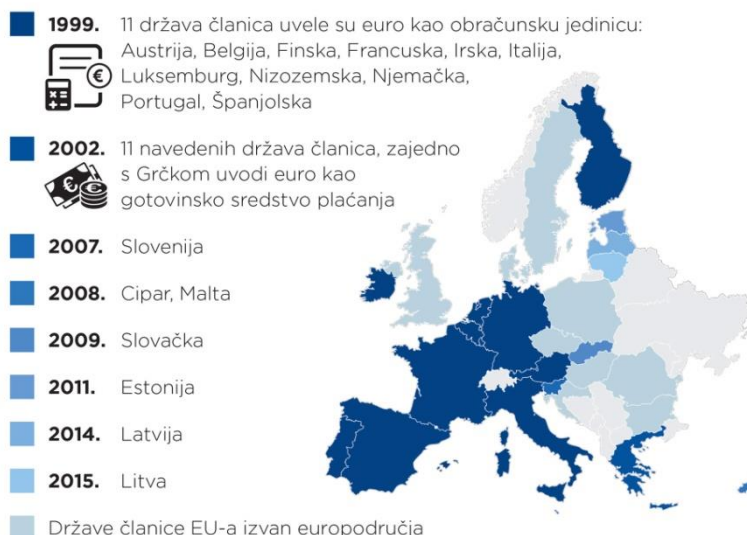 1999. 11 država članica uvele su euro kao obračunsku jedinicu:
Austrija, Belgija, Finska, Francuska, Irska, Italija,
Luksemburg, Nizozemska, Njemačka,
Portugal, Španjolska
2002. 11 navedenih država članica, zajedno
s Grčkom uvodi euro kao
gotovinsko sredstvo plaćanja
2007. Slovenija
2008. Cipar, Malta
2009. Slovačka
2011. Estonija
2014. Latvija
2015. Litva
Države članice EU-a izvan europodručja